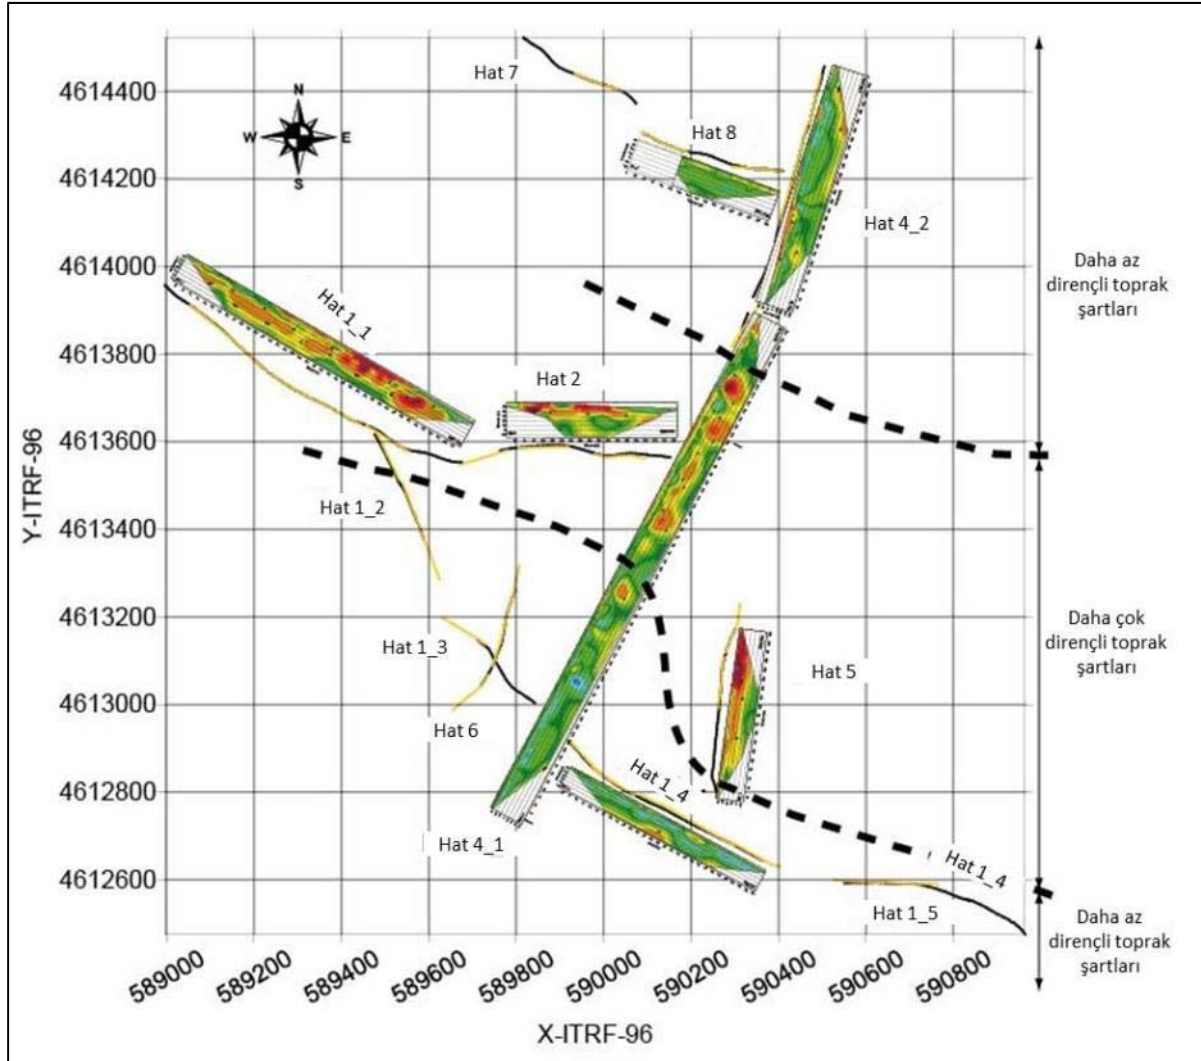 Hat 7
4614400
N
W
E
S
Hat 8
4614200
Hat 4_2
4614000
Daha az
dirençli toprak
şartları
Hat 1_1
4613800
Hat 2
4613600
Hat 1_2
Y-ITRF-96
4613400
4613200
Daha çok
dirençli toprak
şartları
Hat 1_3
Hat 5
4613000
Hat 6
Hat 1_4
4612800
Hat 4_1
Hat 1_4
4612600
Hat 1_5
Daha az
dirençli toprak
şartları
589000
589200
589400
589600
589800
590000
590200
590400
590600
590800
X-ITRF-96